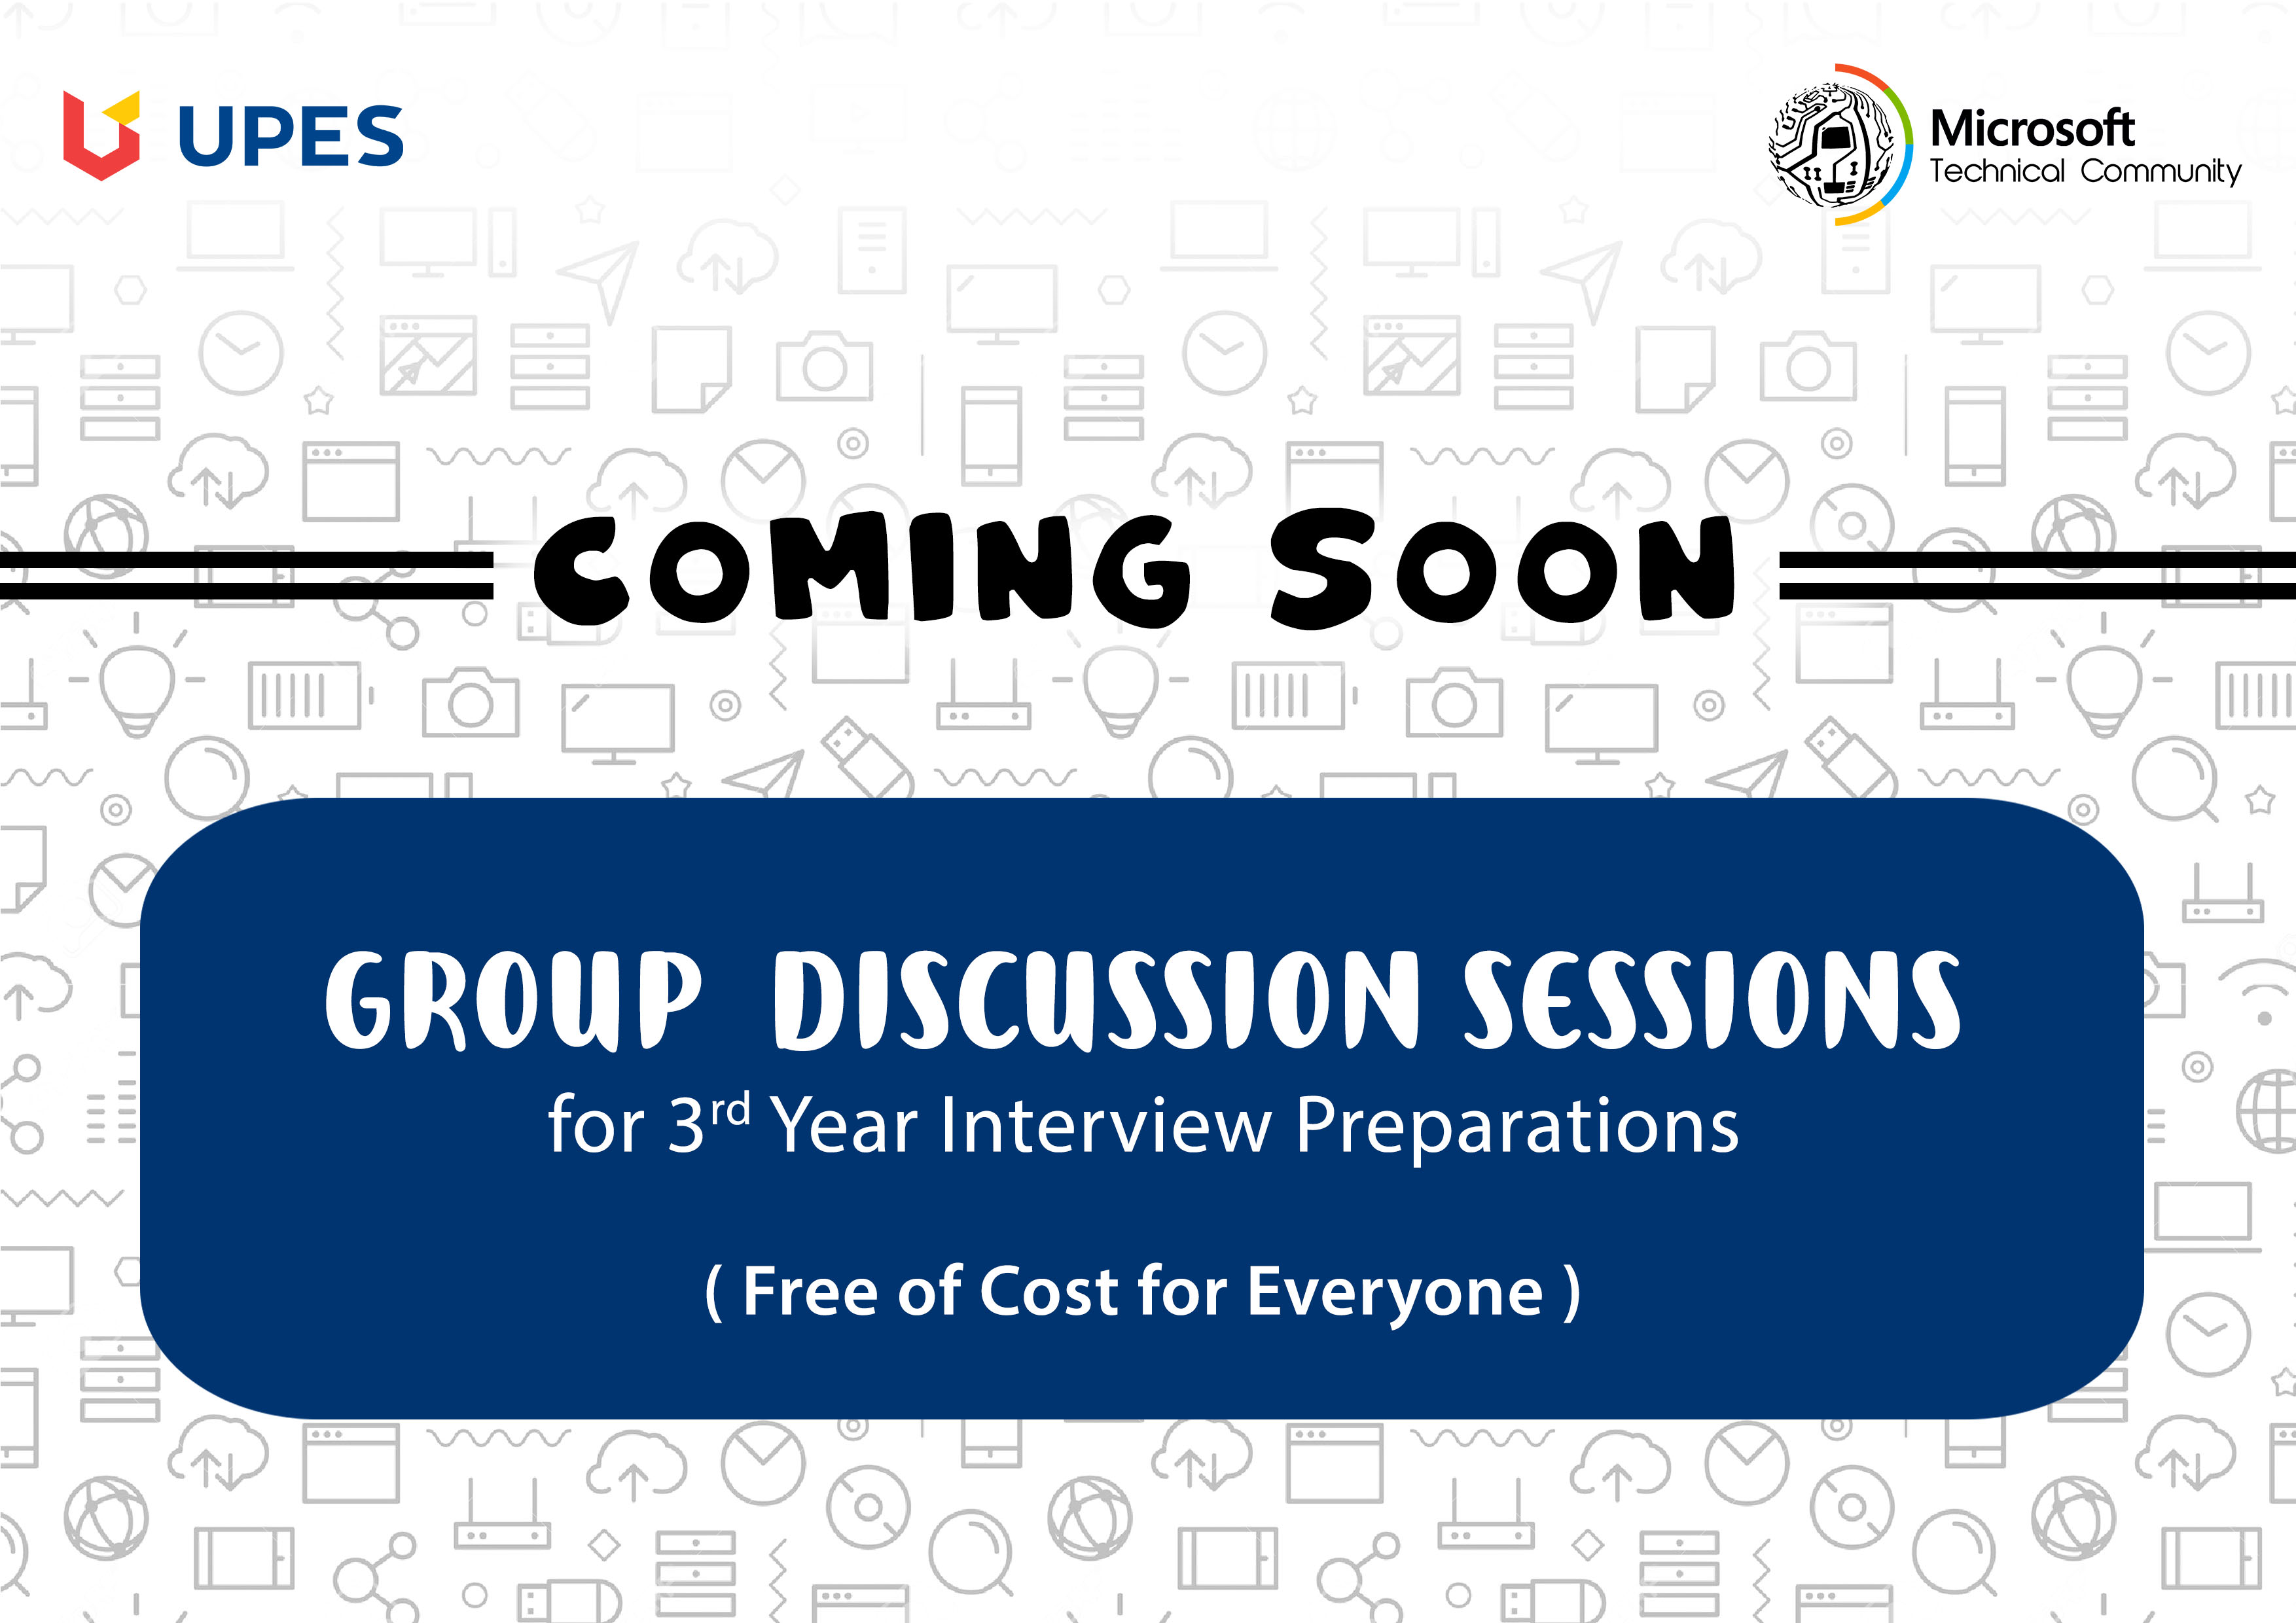 UPES
Microsoft
Technical Community
COMING SOON
GROUP DISCUSSION SESSIONS
for 3rd Year Interview Preparations
( Free of Cost for Everyone )